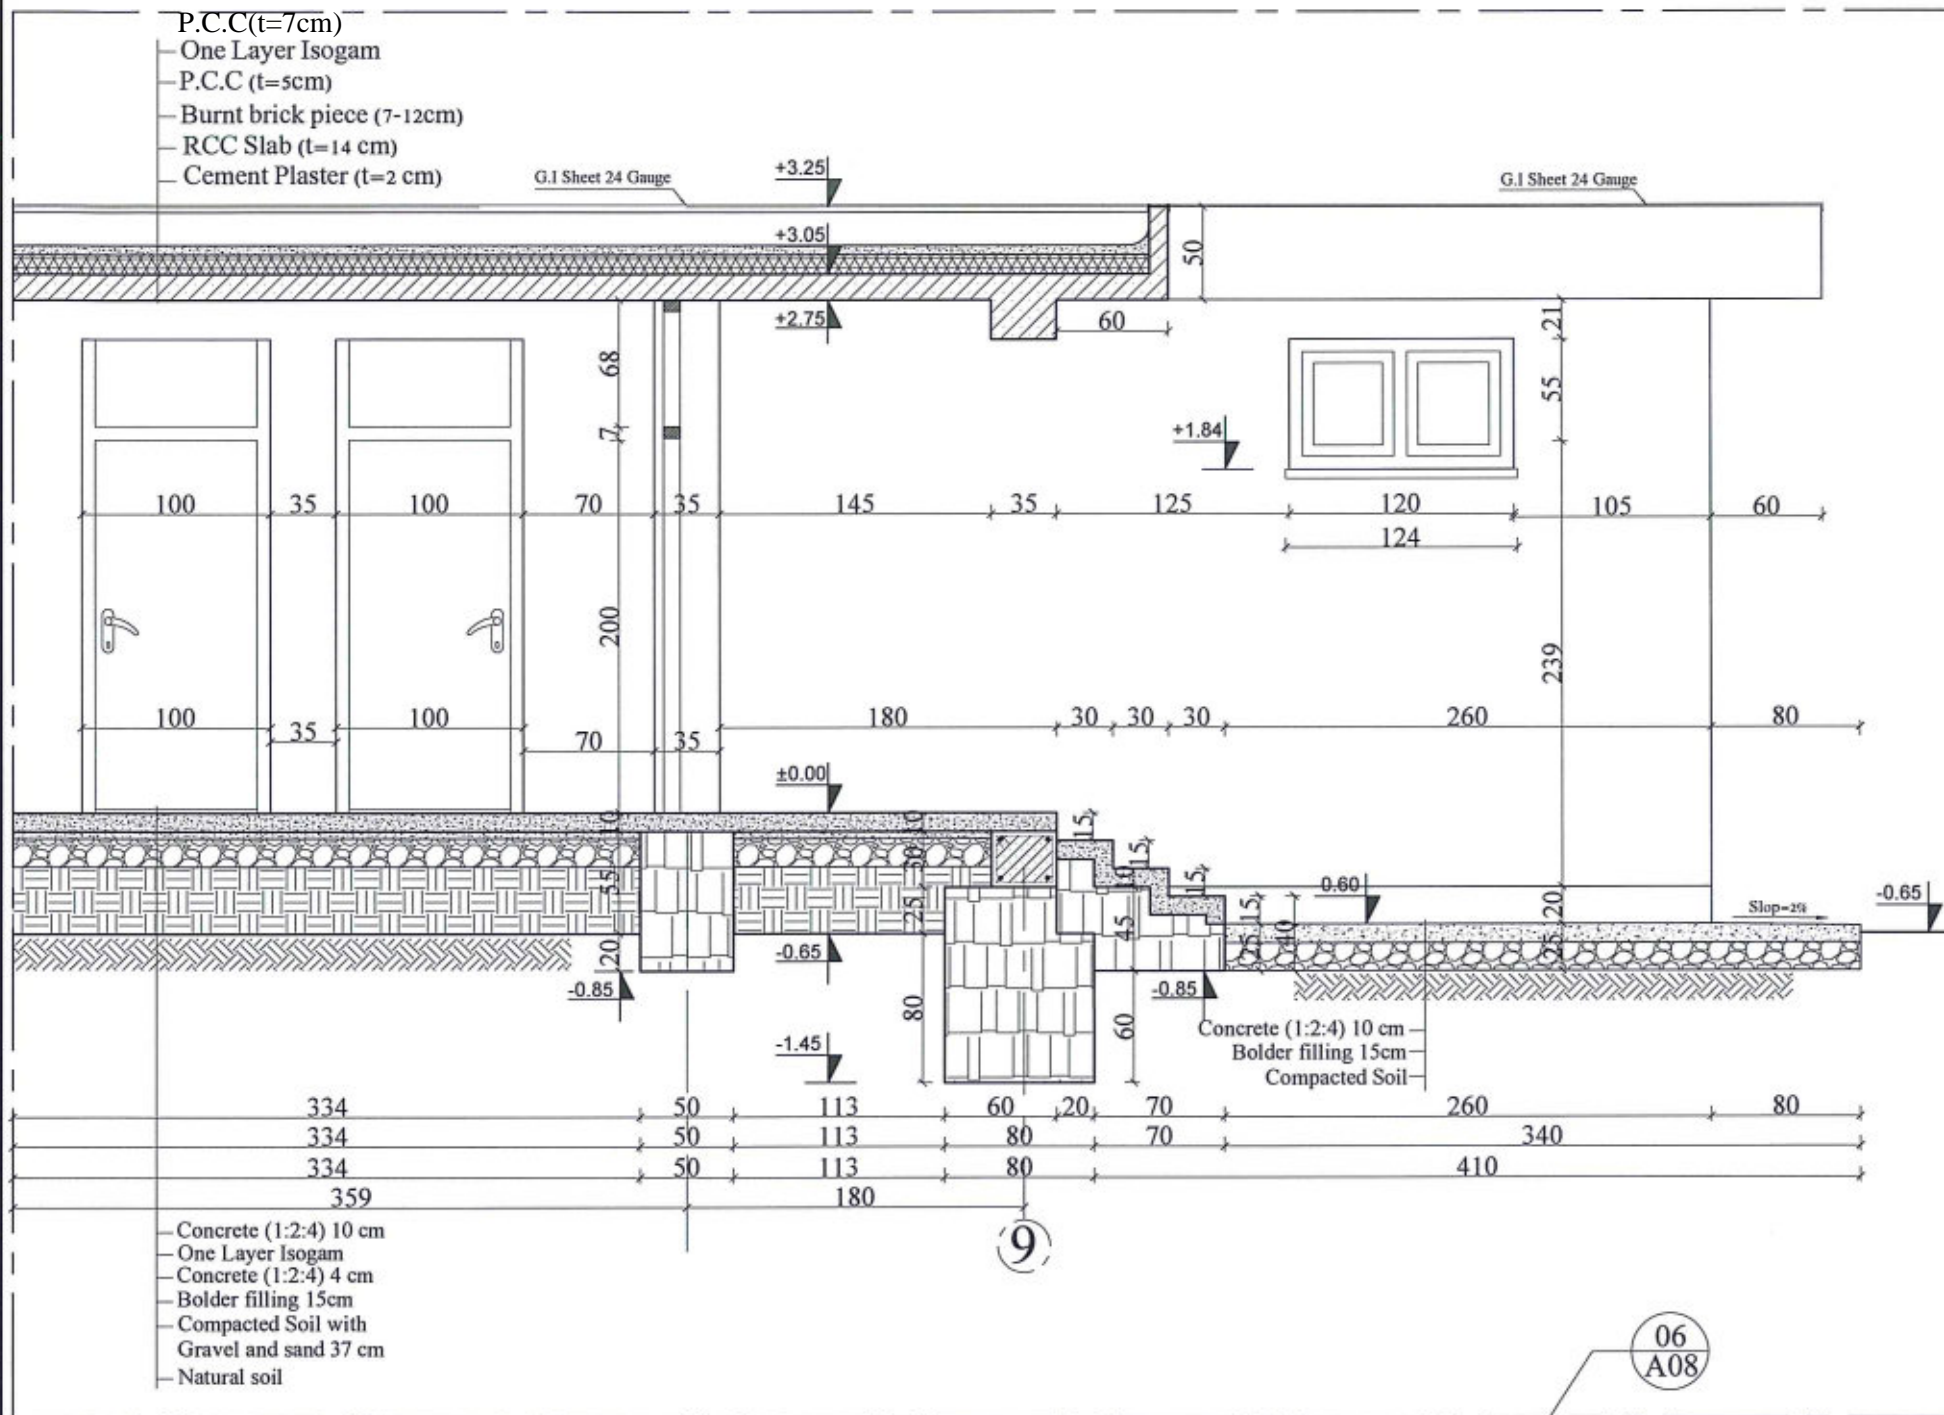 P.C.C(t=7cm)
One Layer Isogam
P.C.C (t=5cm)
Burnt brick piece (7-12cm)
RCC Slab (t=14 cm)
Cement Plaster (t=2 cm)
G.I Sheet 24 Gauge
+3.25
G.I Sheet 24 Gauge
+3.05
50
+2.75
60
21
68
55
7
+1.84
100 35 100 70 35 145 35 125 120 105 60
124
200
239
100 35 100 70 35 180 30 30 30 260 80
±0.00
10
10
15
30
15
10
15
55
25
0.60
15
20
Slop=2%
-0.65
45
40
20
-0.65
25
25
-0.85
-0.85
80
60
-1.45
Concrete (1:2:4) 10 cm
Bolder filling 15cm
Compacted Soil
334 50 113 60 20 70 260 80
334 50 113 80 70 340
334 50 113 80 410
359 180
9
Concrete (1:2:4) 10 cm
One Layer Isogam
Concrete (1:2:4) 4 cm
Bolder filling 15cm
Compacted Soil with
Gravel and sand 37 cm
Natural soil
06
A08